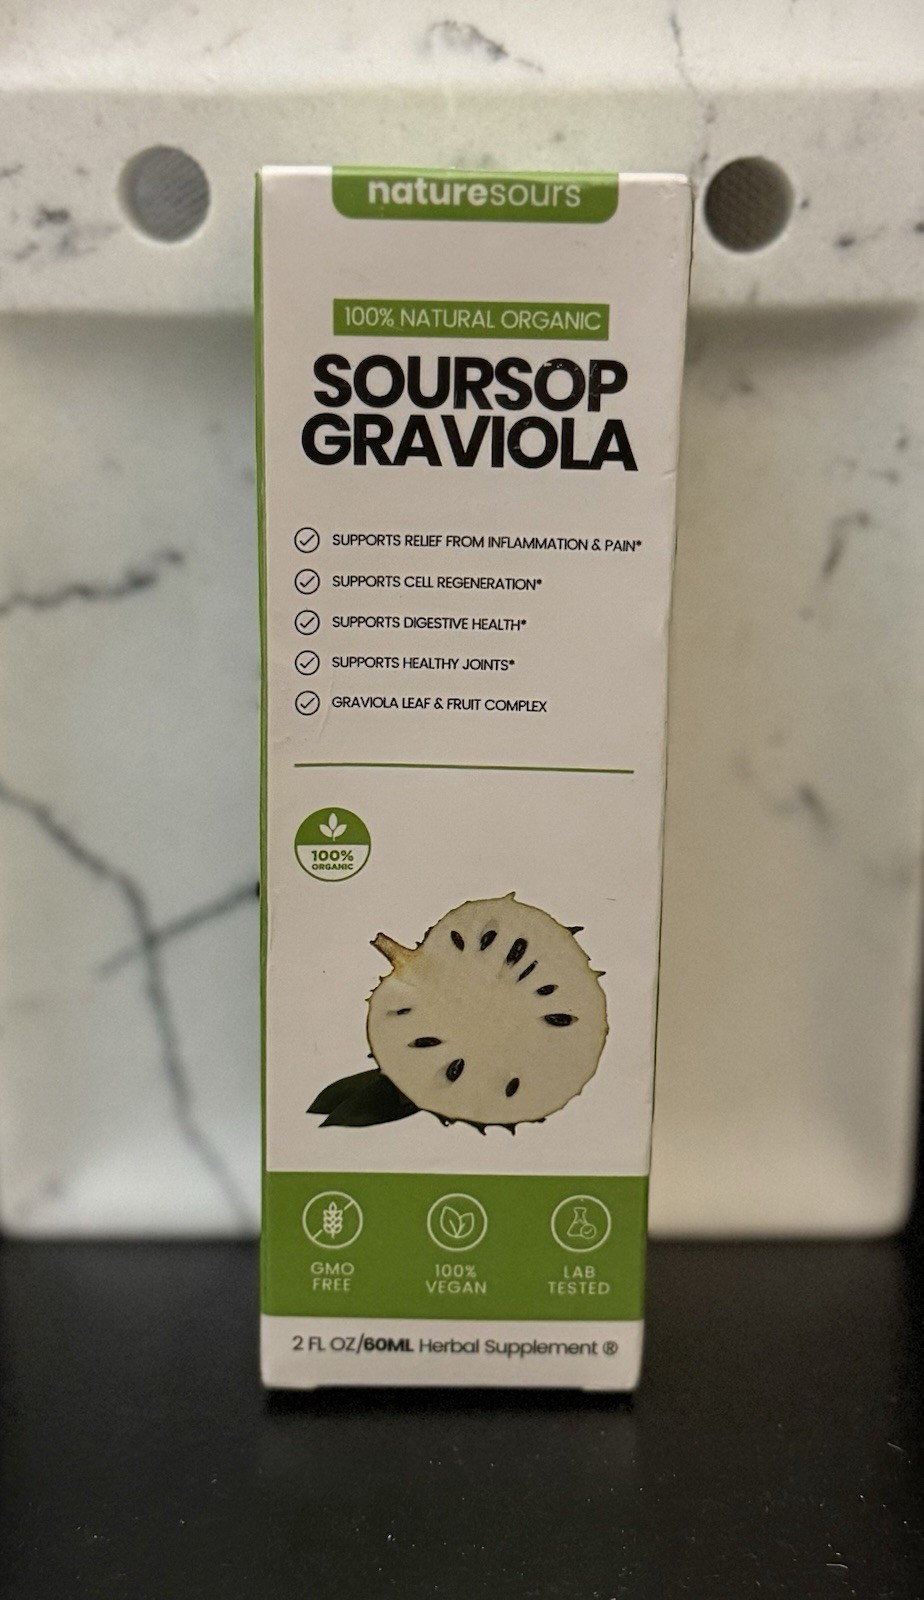 naturesours
100% NATURAL ORGANIC
SOURSOP
GRAVIOLA
SUPPORTS RELIEF FROM INFLAMMATION & PAIN*
SUPPORTS CELL REGENERATION*
SUPPORTS DIGESTIVE HEALTH*
SUPPORTS HEALTHY JOINTS*
GRAVIOLA LEAF & FRUIT COMPLEX
100%
ORGANIC
GMO
FREE
100%
VEGAN
LAB
TESTED
2 FL OZ/60ML Herbal Supplement ®